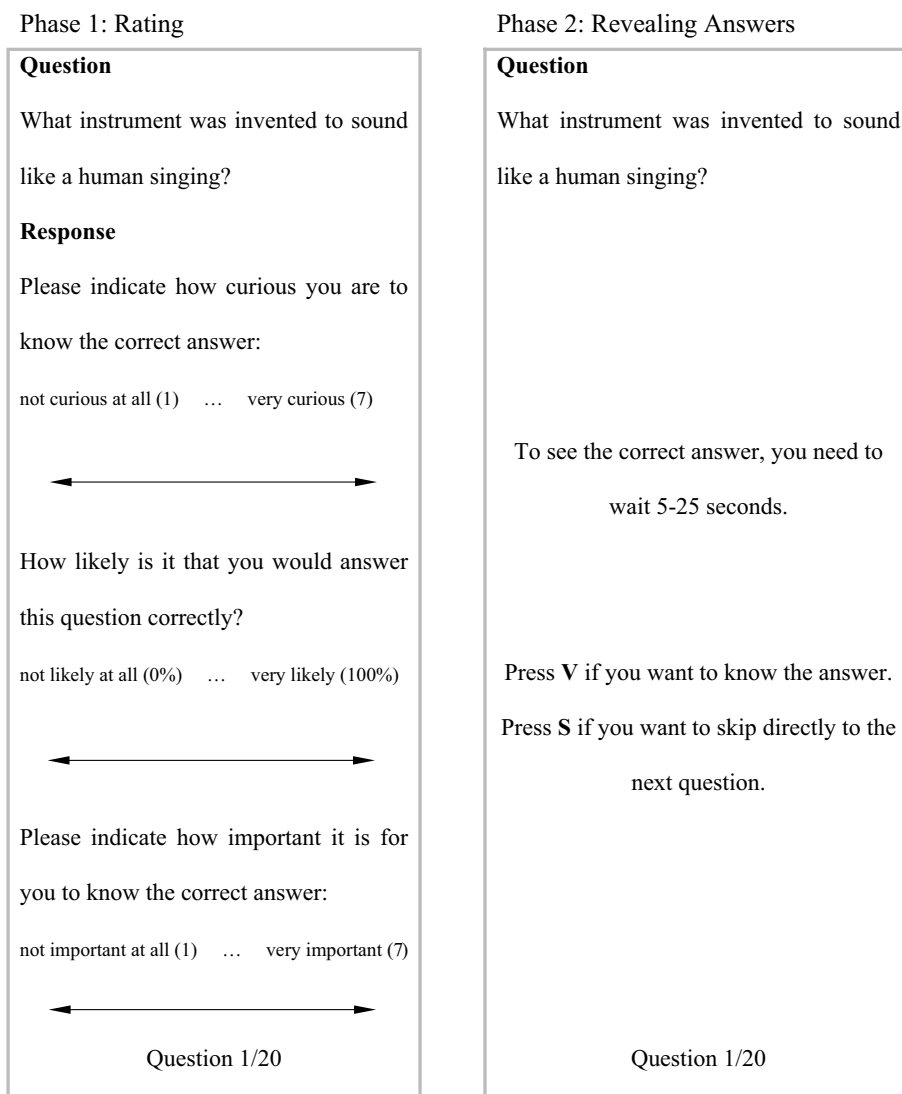 Phase 1: Rating
Question
What instrument was invented to sound
like a human singing?
Response
Please indicate how curious you are to
know the correct answer:
not curious at all (1) … very curious (7)
How likely is it that you would answer
this question correctly?
not likely at all (0%) … very likely (100%)
Please indicate how important it is for
you to know the correct answer:
not important at all (1) … very important (7)
Question 1/20
Phase 2: Revealing Answers
Question
What instrument was invented to sound
like a human singing?
To see the correct answer, you need to
wait 5-25 seconds.
Press V if you want to know the answer.
Press S if you want to skip directly to the
next question.
Question 1/20